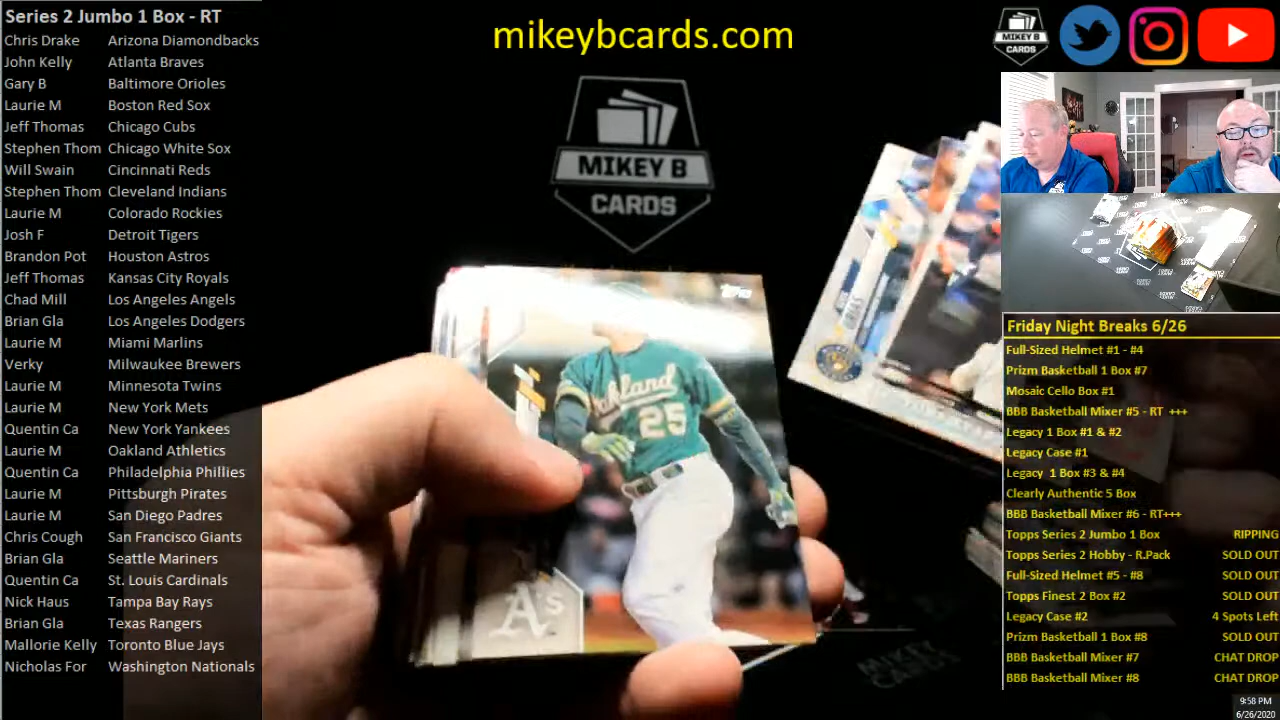 Series 2 Jumbo 1 Box - RT
Chris Drake Arizona Diamondbacks
John Kelly Atlanta Braves
Gary B Baltimore Orioles
Laurie M Boston Red Sox
Jeff Thomas Chicago Cubs
Stephen Thom Chicago White Sox
Will Swain Cincinnati Reds
Stephen Thom Cleveland Indians
Laurie M Colorado Rockies
Josh F Detroit Tigers
Brandon Pot Houston Astros
Jeff Thomas Kansas City Royals
Chad Mill Los Angeles Angels
Brian Gla Los Angeles Dodgers
Laurie M Miami Marlins
Verky Milwaukee Brewers
Laurie M Minnesota Twins
Laurie M New York Mets
Quentin Ca New York Yankees
Laurie M Oakland Athletics
Quentin Ca Philadelphia Phillies
Laurie M Pittsburgh Pirates
Laurie M San Diego Padres
Chris Cough San Francisco Giants
Brian Gla Seattle Mariners
Quentin Ca St. Louis Cardinals
Nick Haus Tampa Bay Rays
Brian Gla Texas Rangers
Mallorie Kelly Toronto Blue Jays
Nicholas For Washington Nationals
mikeybcards.com
MIKEY B
CARDS
topps
Oakland
25
A's
MIKEY B
CARDS
Friday Night Breaks 6/26
Full-Sized Helmet #1 - #4
Prizm Basketball 1 Box #7
Mosaic Cello Box #1
BBB Basketball Mixer #5 - RT +++
Legacy 1 Box #1 & #2
Legacy Case #1
Legacy 1 Box #3 & #4
Clearly Authentic 5 Box
BBB Basketball Mixer #6 - RT+++
Topps Series 2 Jumbo 1 Box RIPPING
Topps Series 2 Hobby - R.Pack SOLD OUT
Full-Sized Helmet #5 - #8 SOLD OUT
Topps Finest 2 Box #2 SOLD OUT
Legacy Case #2 4 Spots Left
Prizm Basketball 1 Box #8 SOLD OUT
BBB Basketball Mixer #7 CHAT DROP
BBB Basketball Mixer #8 CHAT DROP
9:58 PM
6/26/2020
MIKEY B
CARDS